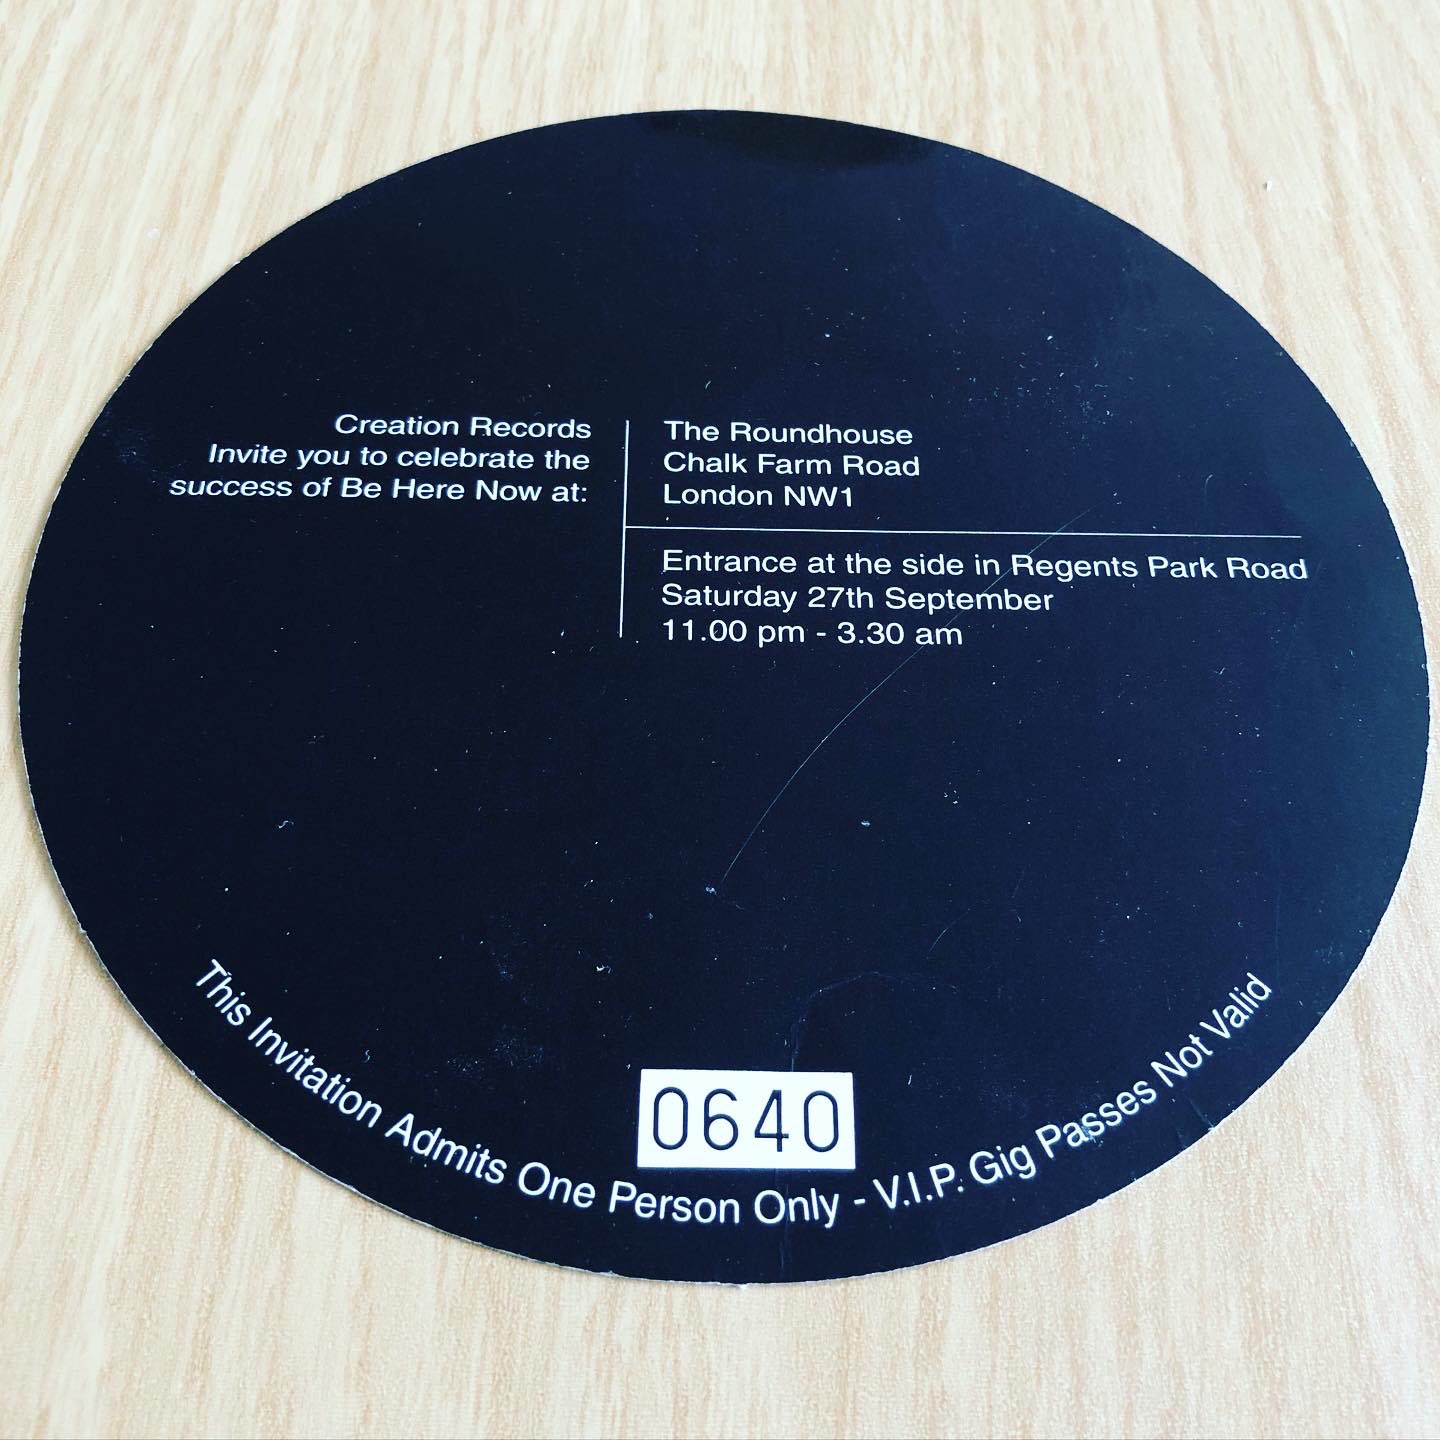 Creation Records
Invite you to celebrate the
success of Be Here Now at:
The Roundhouse
Chalk Farm Road
London NW1
Entrance at the side in Regents Park Road
Saturday 27th September
11.00 pm - 3.30 am
0640
This Invitation Admits One Person Only - V.I.P. Gig Passes Not Valid